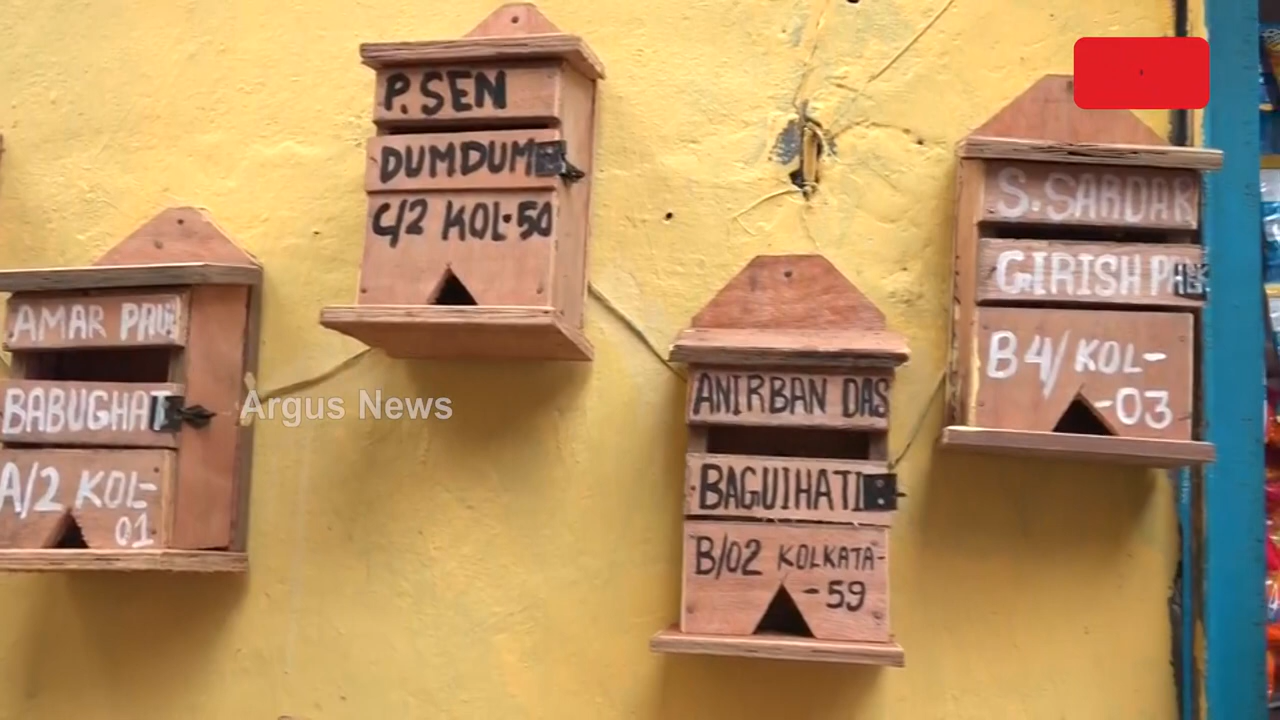 P. SEN
DUMDUM
C/2 KOL-50
AMAR PAUL
BABUGHAT
A/2 KOL-
01
ANIRBAN DAS
BAGUIHATI
B/02 KOLKATA-
-59
S. SARDAR
GIRISH
B4/ KOL-
-03
Argus News